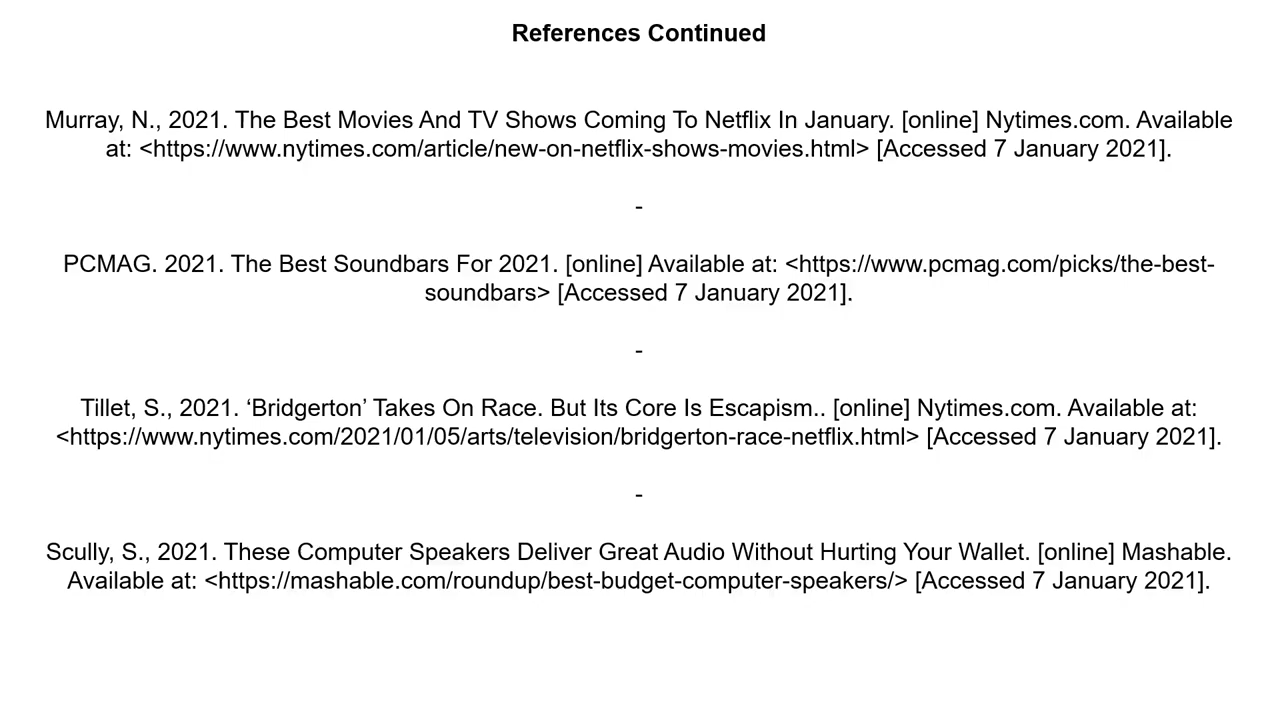 References Continued
Murray, N., 2021. The Best Movies And TV Shows Coming To Netflix In January. [online] Nytimes.com. Available
at: <https://www.nytimes.com/article/new-on-netflix-shows-movies.html> [Accessed 7 January 2021].
-
PCMAG. 2021. The Best Soundbars For 2021. [online] Available at: <https://www.pcmag.com/picks/the-best-
soundbars> [Accessed 7 January 2021].
-
Tillet, S., 2021. ‘Bridgerton’ Takes On Race. But Its Core Is Escapism.. [online] Nytimes.com. Available at:
<https://www.nytimes.com/2021/01/05/arts/television/bridgerton-race-netflix.html> [Accessed 7 January 2021].
-
Scully, S., 2021. These Computer Speakers Deliver Great Audio Without Hurting Your Wallet. [online] Mashable.
Available at: <https://mashable.com/roundup/best-budget-computer-speakers/> [Accessed 7 January 2021].